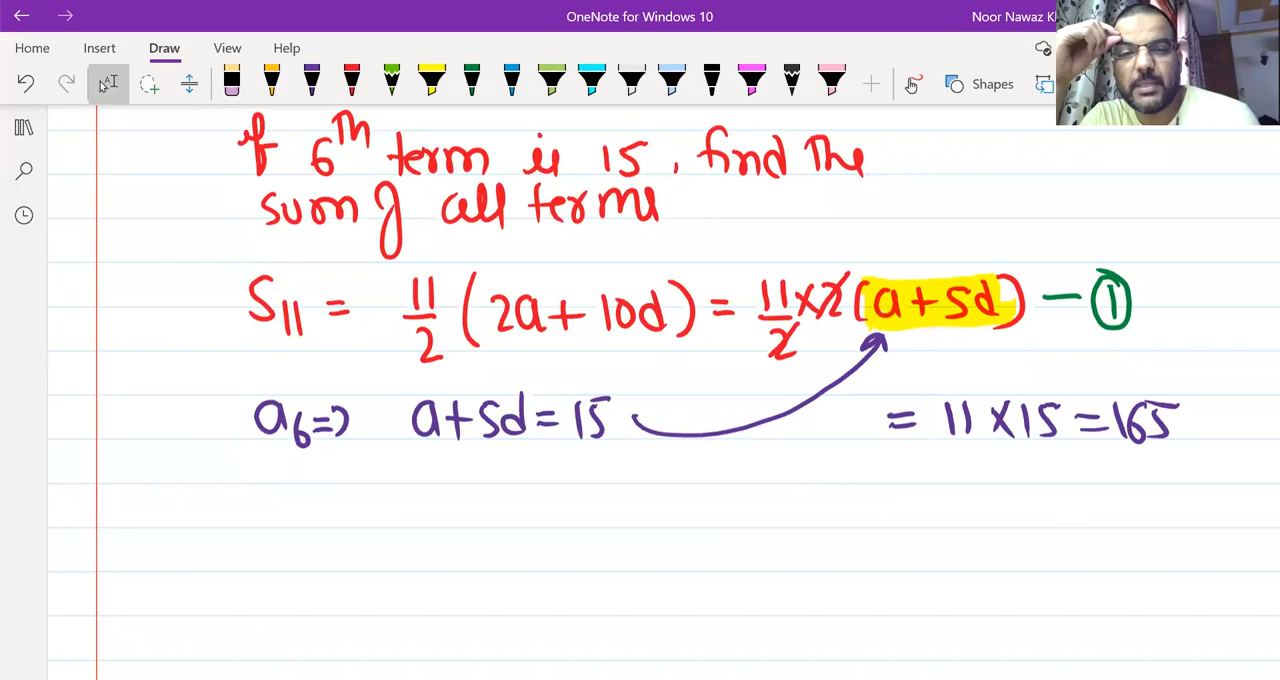 OneNote for Windows 10
Noor Nawaz K
Home Insert Draw View Help
Shapes
if 6th term is 15, find the
sum of all terms
S11 = 11/2 (2a + 10d) = 11/2 × 2 (a + 5d) — ①
a6 ⇒ a + 5d = 15 = 11 × 15 = 165